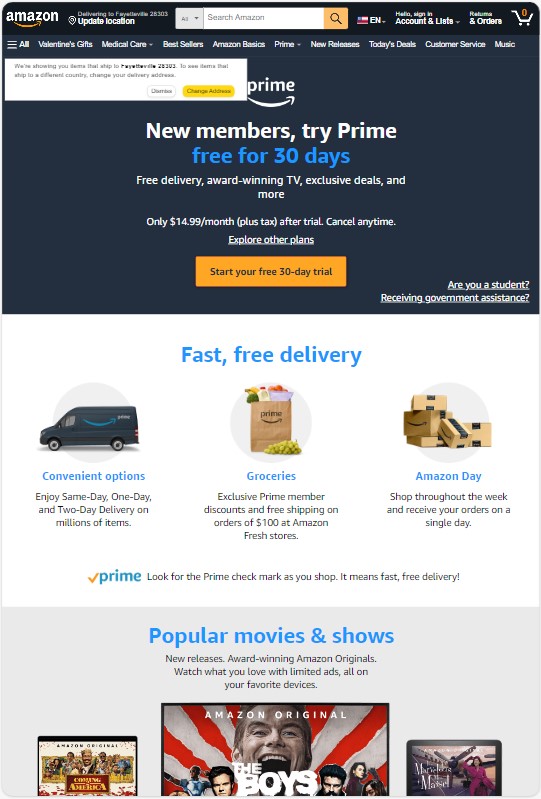 amazon
Delivering to Fayetteville 28303
Update location
All
Search Amazon
EN
Hello, sign in
Account & Lists
Returns
& Orders
0
All
Valentine's Gifts
Medical Care
Best Sellers
Amazon Basics
Prime
New Releases
Today's Deals
Customer Service
Music
We're showing you items that ship to Fayetteville 28303. To see items that
ship to a different country, change your delivery address.
Dismiss
Change Address
prime
New members, try Prime
free for 30 days
Free delivery, award-winning TV, exclusive deals, and
more
Only $14.99/month (plus tax) after trial. Cancel anytime.
Explore other plans
Start your free 30-day trial
Are you a student?
Receiving government assistance?
Fast, free delivery
prime
prime
Convenient options
Enjoy Same-Day, One-Day,
and Two-Day Delivery on
millions of items.
Groceries
Exclusive Prime member
discounts and free shipping on
orders of $100 at Amazon
Fresh stores.
Amazon Day
Shop throughout the week
and receive your orders on a
single day.
prime Look for the Prime check mark as you shop. It means fast, free delivery!
Popular movies & shows
New releases. Award-winning Amazon Originals.
Watch what you love with limited ads, all on
your favorite devices.
AMAZON ORIGINAL
COMING
AMERICA
AMAZON ORIGINAL
THE
BOYS
AMAZON ORIGINAL
Marvelous
Mrs. Maisel